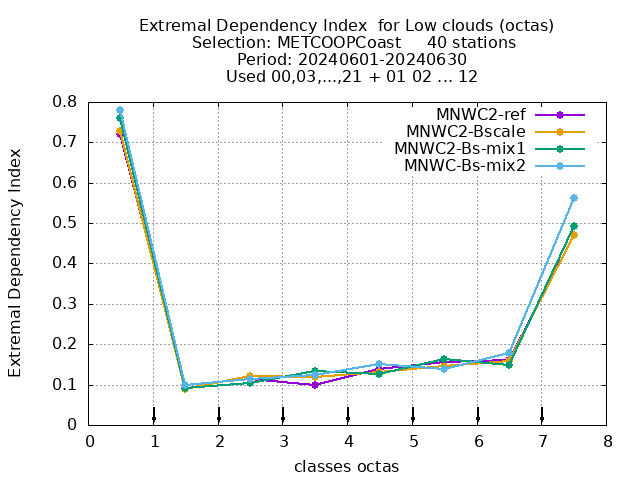 Extremal Dependency Index  for Low clouds (octas)
Selection: METCOOPCoast     40 stations
Period: 20240601-20240630
Used 00,03,...,21 + 01 02 ... 12
MNWC2-ref
MNWC2-Bscale
MNWC2-Bs-mix1
MNWC-Bs-mix2
0.8
0.7
0.6
0.5
0.4
0.3
0.2
0.1
0
Extremal Dependency Index
0 1 2 3 4 5 6 7 8
classes octas